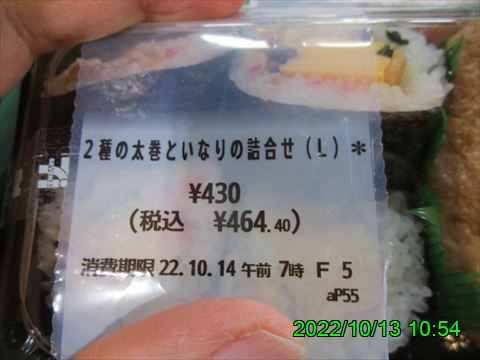 2種の太巻といなりの詰合せ(L)*
¥430
(税込 ¥464.40)
消費期限 22.10.14 午前 7時 F 5
aP55
2022/10/13 10:54